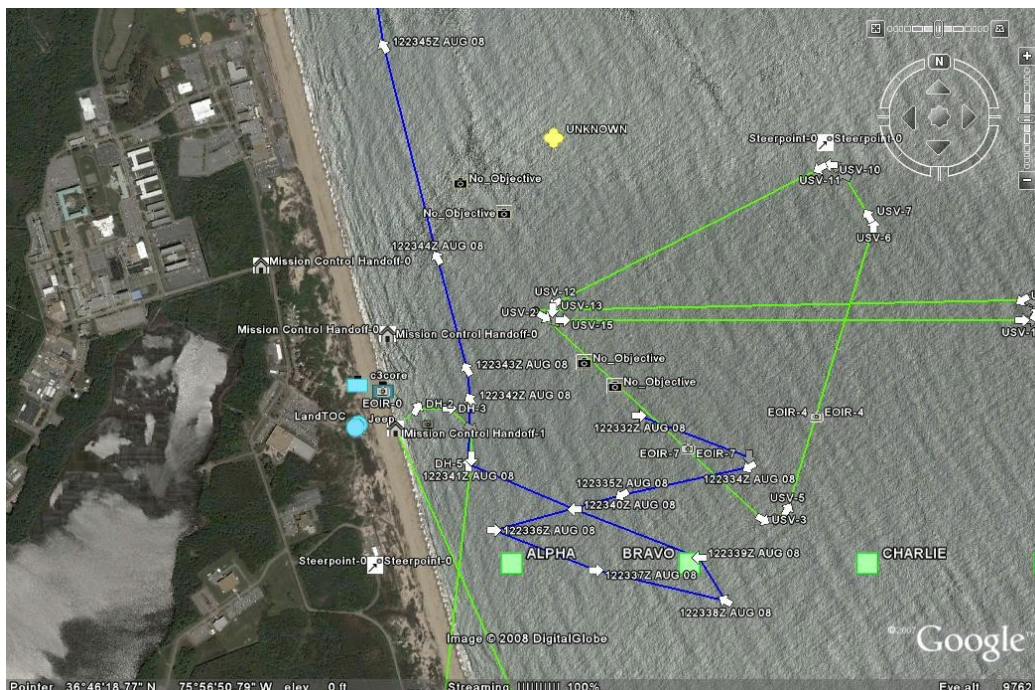 122345Z AUG 08
N
UNKNOWN
Steerpoint-0
Steerpoint-0
USV-10
USV-11
No_Objective
No_Objective
USV-7
USV-6
122344Z AUG 08
Mission Control Handoff-0
USV-12
USV-13
USV-2
USV-15
Mission Control Handoff-0
Mission Control Handoff-0
No_Objective
122343Z AUG 08
c3core
No_Objective
EOIR-0
122342Z AUG 08
DH-2
DH-3
LandTOC
Jeep
EOIR-4
EOIR-4
122332Z AUG 08
Mission Control Handoff-1
EOIR-7
EOIR-7
DH-5
122341Z AUG 08
122334Z AUG 08
122335Z AUG 08
USV-5
122340Z AUG 08
USV-3
122336Z AUG 08
ALPHA
BRAVO
122339Z AUG 08
CHARLIE
Steerpoint-0
Steerpoint-0
122337Z AUG 08
122338Z AUG 08
Image © 2008 DigitalGlobe
©2007 Google
Pointer 36°46'18.77" N 75°56'50.79" W elev 0 ft
Streaming 100%
Eye alt 9762